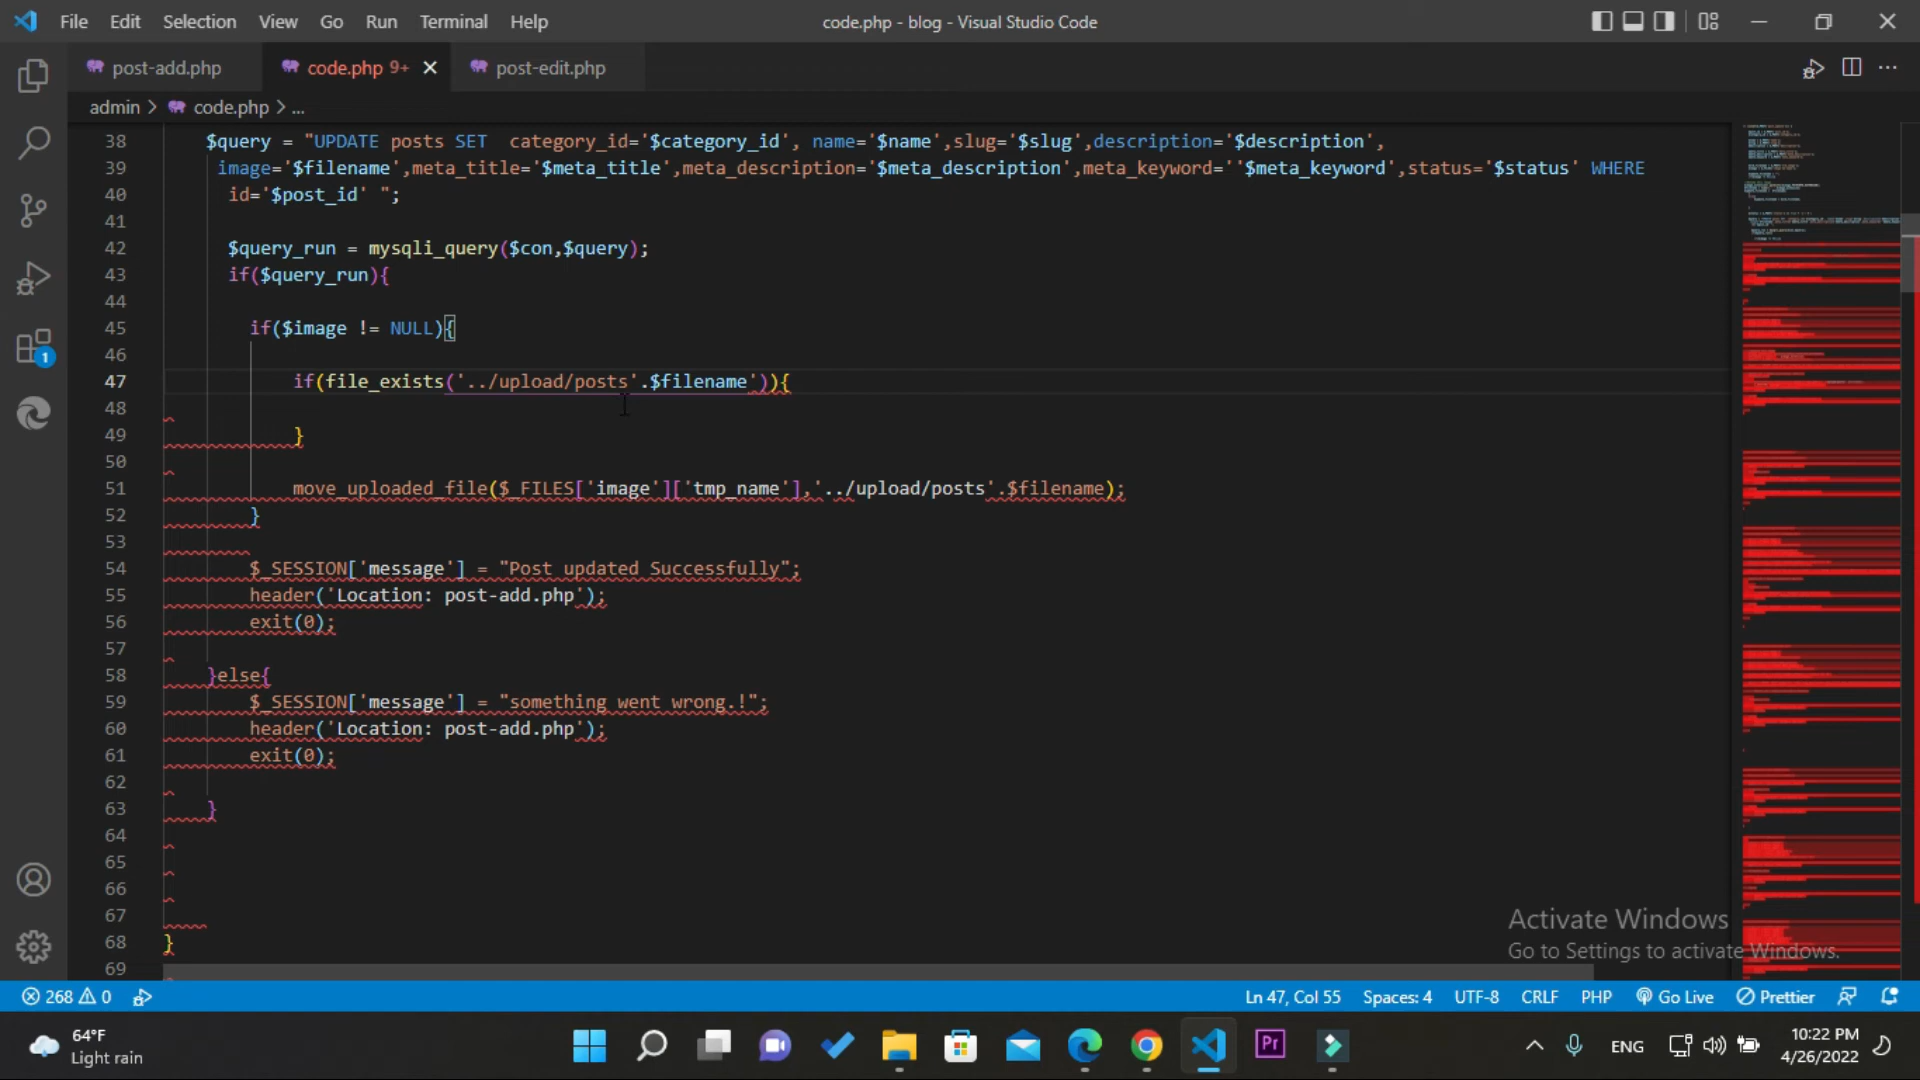 File Edit Selection View Go Run Terminal Help
code.php - blog - Visual Studio Code
post-add.php
code.php 9+
post-edit.php
admin > code.php > ...
38 $query = "UPDATE posts SET  category_id='$category_id', name='$name',slug='$slug',description='$description',
39 image='$filename',meta_title='$meta_title',meta_description='$meta_description',meta_keyword=''$meta_keyword',status='$status' WHERE
40 id='$post_id' ";
41
42 $query_run = mysqli_query($con,$query);
43 if($query_run){
44
45 if($image != NULL){
46
47 if(file_exists('../upload/posts'.$filename')){
48
49 }
50
51 move_uploaded_file($_FILES['image']['tmp_name'],'../upload/posts'.$filename);
52 }
53
54 $_SESSION['message'] = "Post updated Successfully";
55 header('Location: post-add.php');
56 exit(0);
57
58 }else{
59 $_SESSION['message'] = "something went wrong.!";
60 header('Location: post-add.php');
61 exit(0);
62
63 }
64
65
66
67
68 }
69
1
Activate Windows
Go to Settings to activate Windows.
268 0
Ln 47, Col 55 Spaces: 4 UTF-8 CRLF PHP Go Live Prettier
64°F
Light rain
Pr
ENG
10:22 PM
4/26/2022